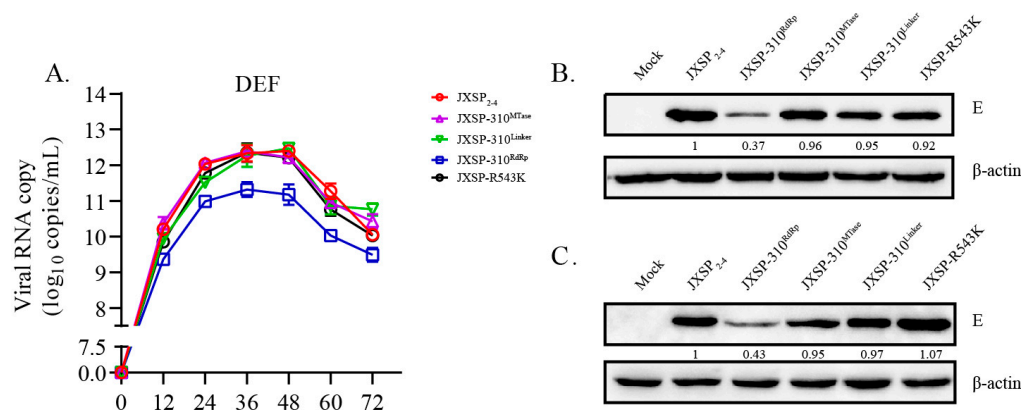 A.
DEF
Viral RNA copy
(log10 copies/mL)
14
13
12
11
10
9
8
7.5
0.0
0 12 24 36 48 60 72
JXSP2-4
JXSP-310MTase
JXSP-310Linker
JXSP-310RdRp
JXSP-R543K
B.
Mock JXSP2-4 JXSP-310RdRp JXSP-310MTase JXSP-310Linker JXSP-R543K
E
1 0.37 0.96 0.95 0.92
β-actin
C.
Mock JXSP2-4 JXSP-310RdRp JXSP-310MTase JXSP-310Linker JXSP-R543K
E
1 0.43 0.95 0.97 1.07
β-actin